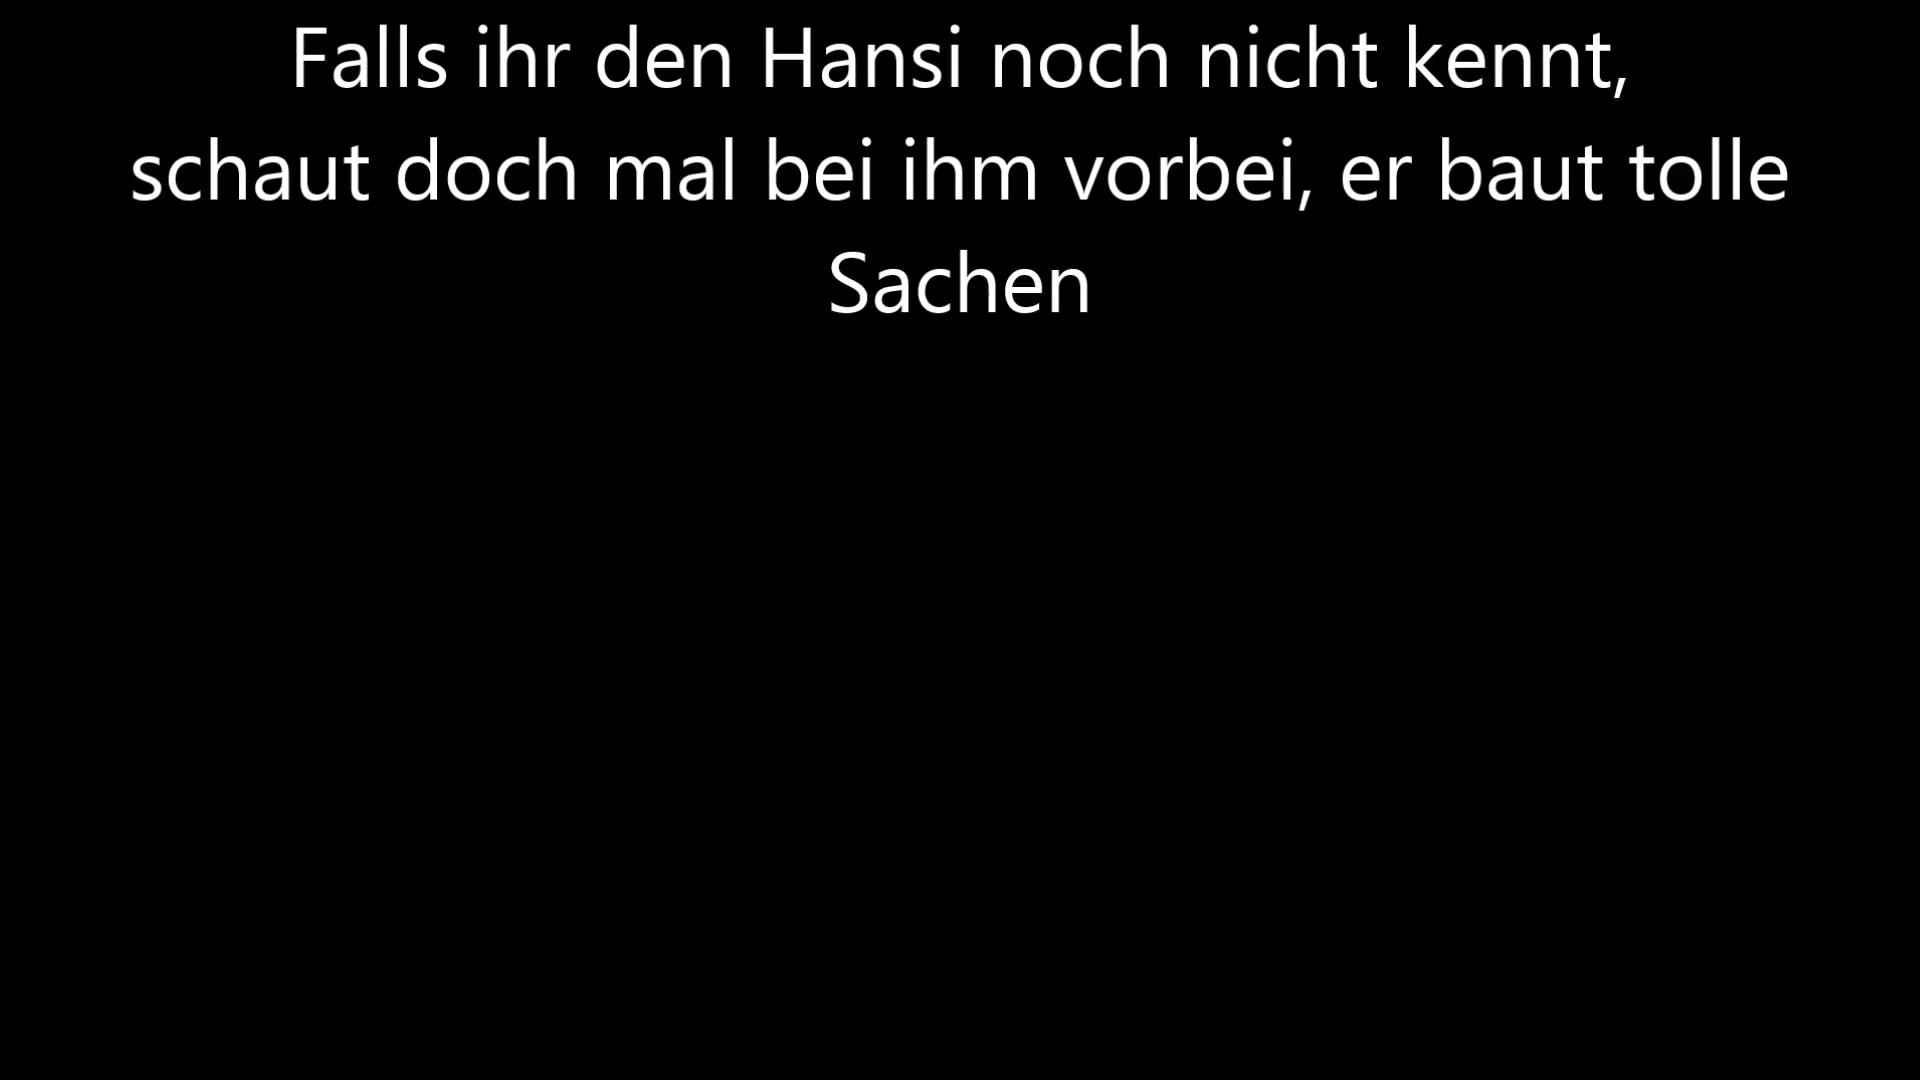 Falls ihr den Hansi noch nicht kennt,
schaut doch mal bei ihm vorbei, er baut tolle
Sachen